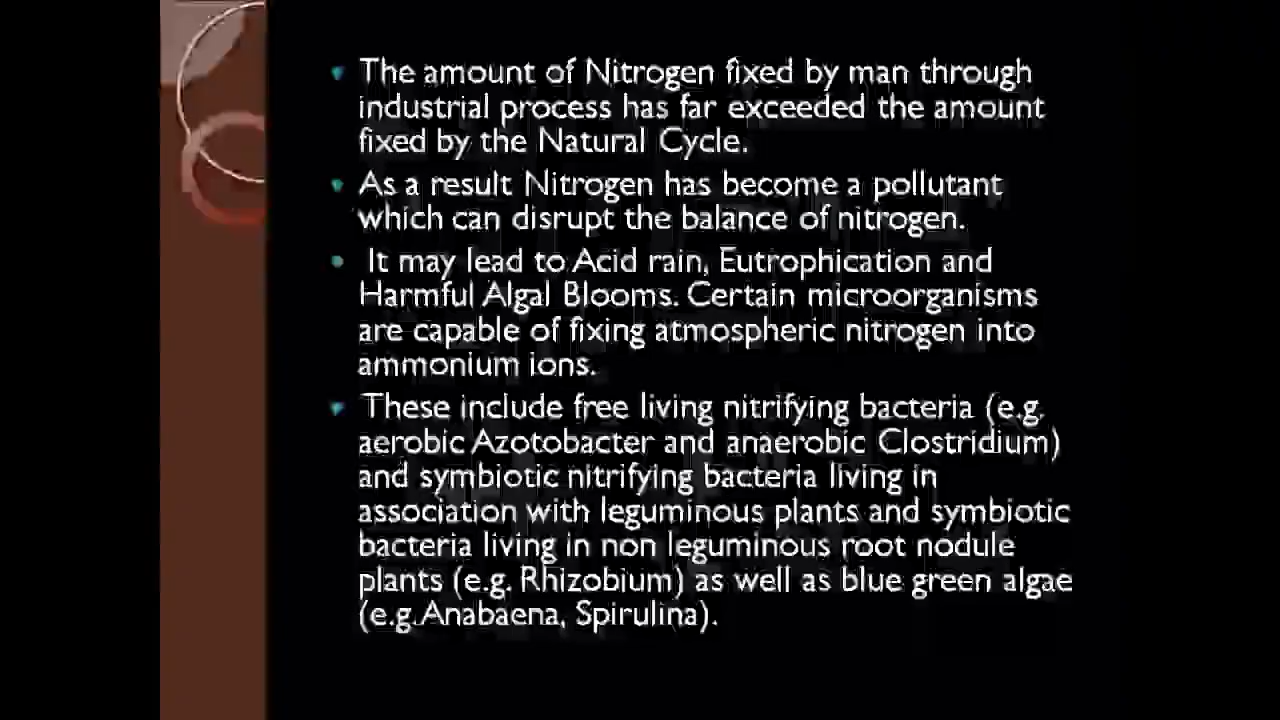 The amount of Nitrogen fixed by man through
industrial process has far exceeded the amount
fixed by the Natural Cycle.
As a result Nitrogen has become a pollutant
which can disrupt the balance of nitrogen.
It may lead to Acid rain, Eutrophication and
Harmful Algal Blooms. Certain microorganisms
are capable of fixing atmospheric nitrogen into
ammonium ions.
These include free living nitrifying bacteria (e.g.
aerobic Azotobacter and anaerobic Clostridium)
and symbiotic nitrifying bacteria living in
association with leguminous plants and symbiotic
bacteria living in non leguminous root nodule
plants (e.g. Rhizobium) as well as blue green algae
(e.g.Anabaena, Spirulina).